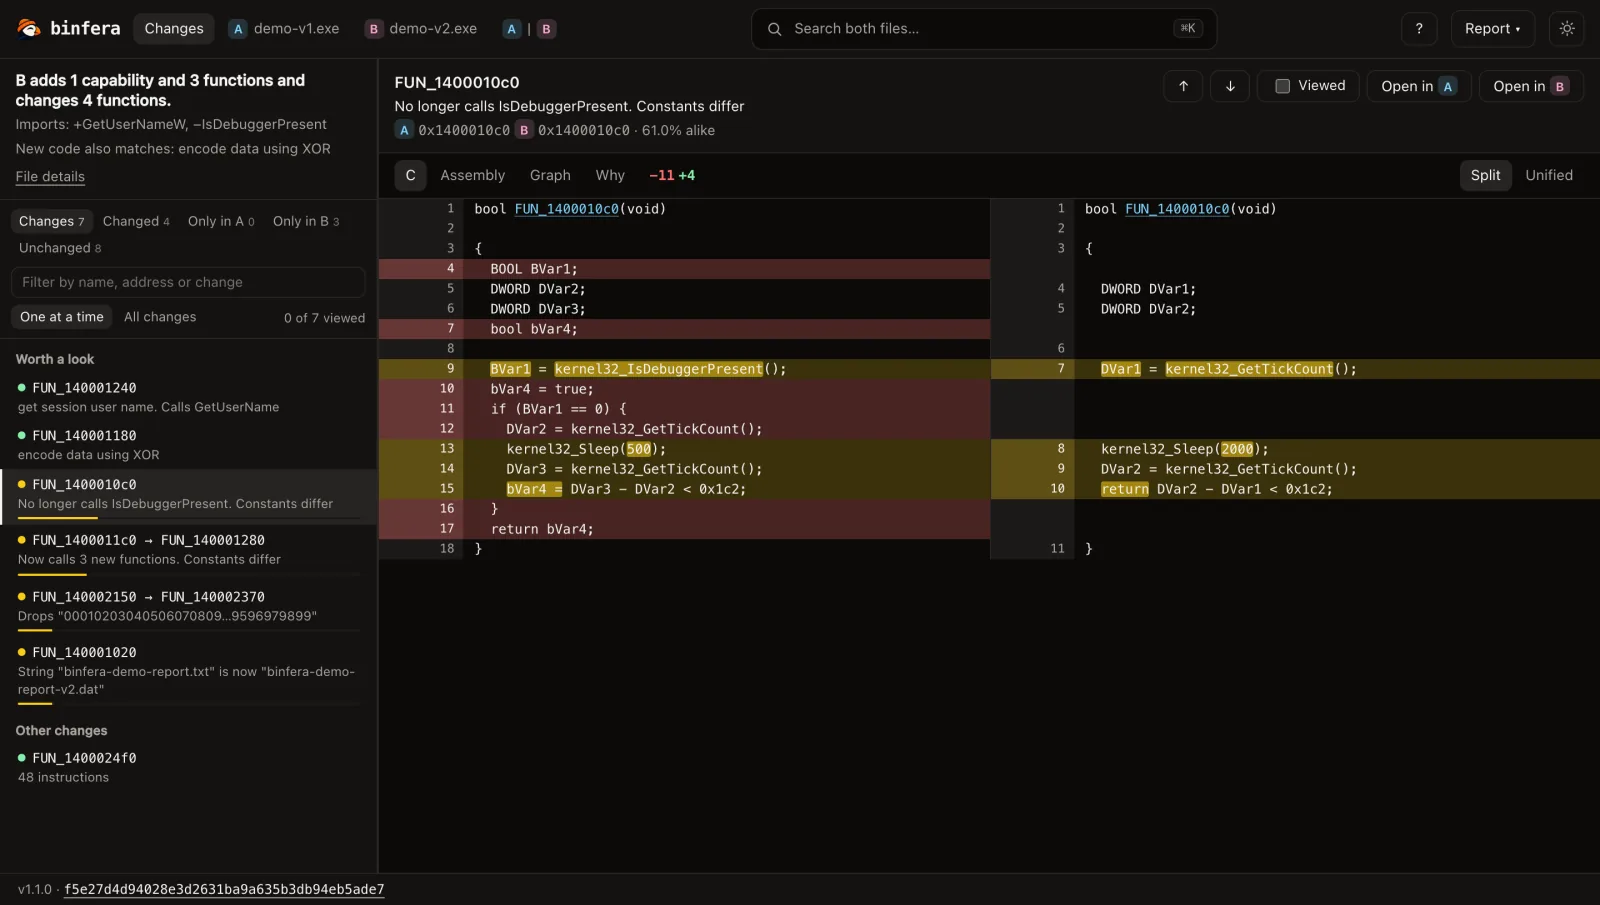 binfera Changes A demo-v1.exe B demo-v2.exe A | B Search both files... ⌘K ? Report ▾
B adds 1 capability and 3 functions and
changes 4 functions.
Imports: +GetUserNameW, −IsDebuggerPresent
New code also matches: encode data using XOR
File details
Changes 7 Changed 4 Only in A 0 Only in B 3
Unchanged 8
Filter by name, address or change
One at a time All changes 0 of 7 viewed
Worth a look
FUN_140001240
get session user name. Calls GetUserName
FUN_140001180
encode data using XOR
FUN_1400010c0
No longer calls IsDebuggerPresent. Constants differ
FUN_1400011c0 → FUN_140001280
Now calls 3 new functions. Constants differ
FUN_140002150 → FUN_140002370
Drops "00010203040506070809...9596979899"
FUN_140001020
String "binfera-demo-report.txt" is now "binfera-demo-
report-v2.dat"
Other changes
FUN_1400024f0
48 instructions
FUN_1400010c0
No longer calls IsDebuggerPresent. Constants differ
A 0x1400010c0 B 0x1400010c0 · 61.0% alike
↑ ↓ Viewed Open in A Open in B
C Assembly Graph Why −11 +4 Split Unified
1 bool FUN_1400010c0(void)
2
3 {
4 BOOL BVar1;
5 DWORD DVar2;
6 DWORD DVar3;
7 bool bVar4;
8
9 BVar1 = kernel32_IsDebuggerPresent();
10 bVar4 = true;
11 if (BVar1 == 0) {
12 DVar2 = kernel32_GetTickCount();
13 kernel32_Sleep(500);
14 DVar3 = kernel32_GetTickCount();
15 bVar4 = DVar3 - DVar2 < 0x1c2;
16 }
17 return bVar4;
18 }
1 bool FUN_1400010c0(void)
2
3 {
4 DWORD DVar1;
5 DWORD DVar2;
6
7 DVar1 = kernel32_GetTickCount();
8 kernel32_Sleep(2000);
9 DVar2 = kernel32_GetTickCount();
10 return DVar2 - DVar1 < 0x1c2;
11 }
v1.1.0 · f5e27d4d94028e3d2631ba9a635b3db94eb5ade7